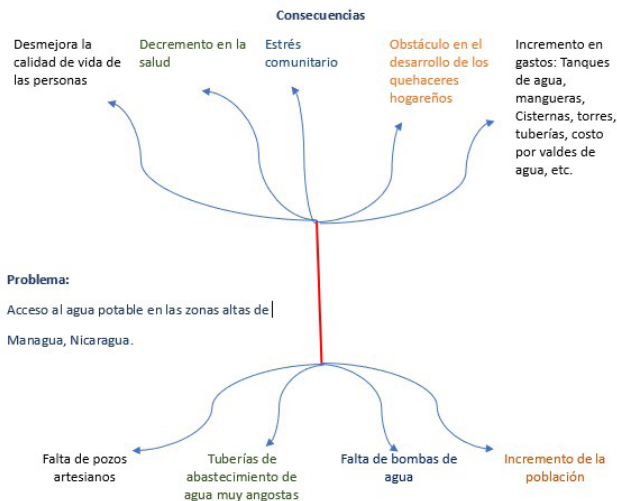 Consecuencias
Desmejora la
calidad de vida de
las personas
Decremento en la
salud
Estrés
comunitario
Obstáculo en el
desarrollo de los
quehaceres
hogareños
Incremento en
gastos: Tanques
de agua,
mangueras,
Cisternas, torres,
tuberías, costo
por valdes de
agua, etc.
Problema:
Acceso al agua potable en las zonas altas de
Managua, Nicaragua.
Falta de pozos
artesianos
Tuberías de
abastecimiento de
agua muy angostas
Falta de bombas de
agua
Incremento de la
población